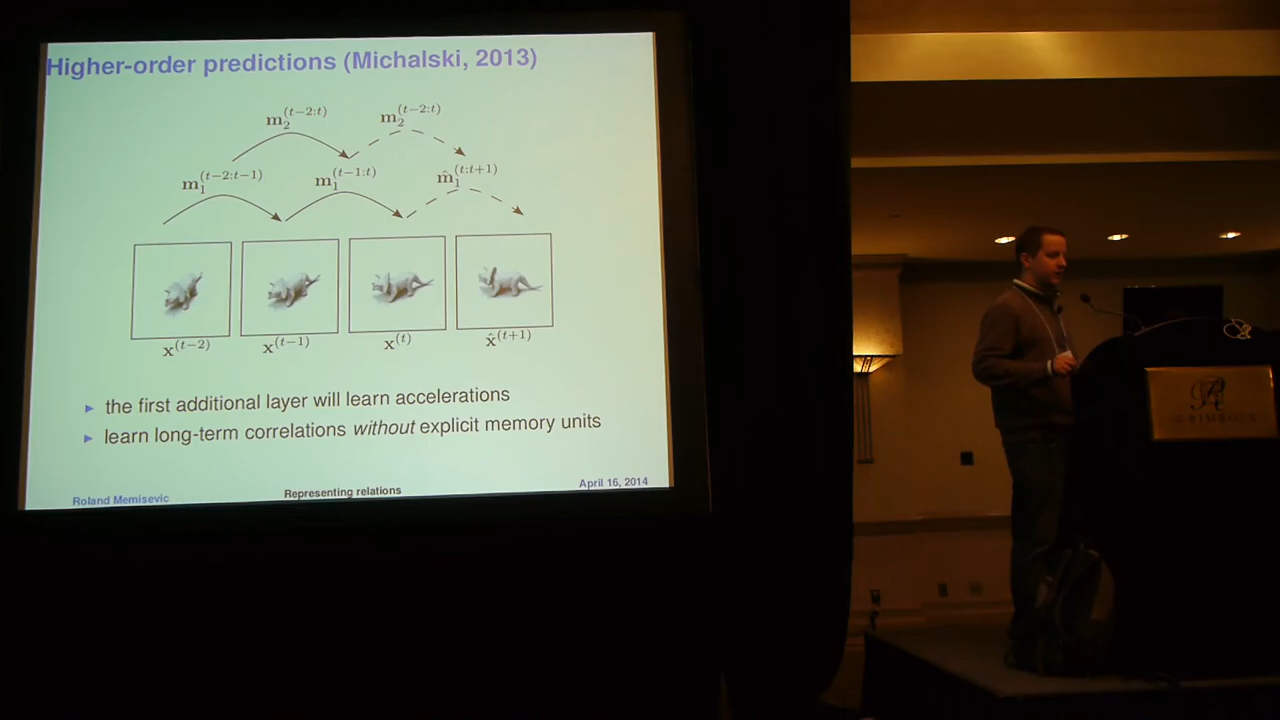 Higher-order predictions (Michalski, 2013)
m₂^(t−2:t) m₂^(t−2:t)
m₁^(t−2:t−1) m₁^(t−1:t) m̂₁^(t:t+1)
x^(t−2) x^(t−1) x^(t) x̂^(t+1)
▸ the first additional layer will learn accelerations
▸ learn long-term correlations without explicit memory units
Roland Memisevic Representing relations April 16, 2014